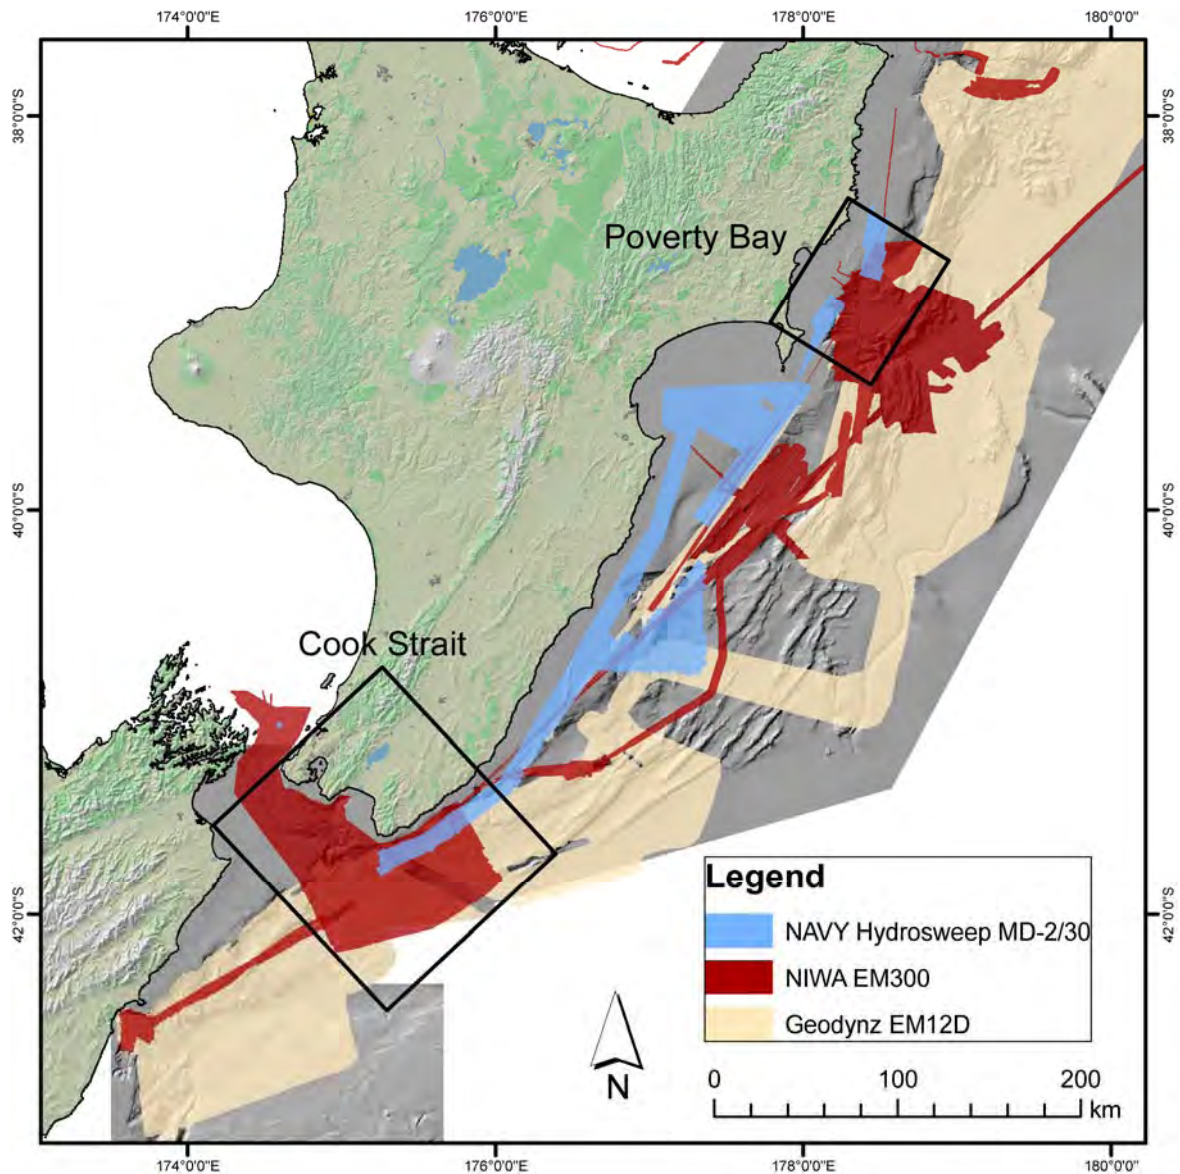 174°0'0"E
176°0'0"E
178°0'0"E
180°0'0"
38°0'0"S
38°0'0"S
Poverty Bay
40°0'0"S
40°0'0"S
Cook Strait
42°0'0"S
42°0'0"S
Legend
NAVY Hydrosweep MD-2/30
NIWA EM300
Geodynz EM12D
N
0 100 200
km
174°0'0"E
176°0'0"E
178°0'0"E
180°0'0"